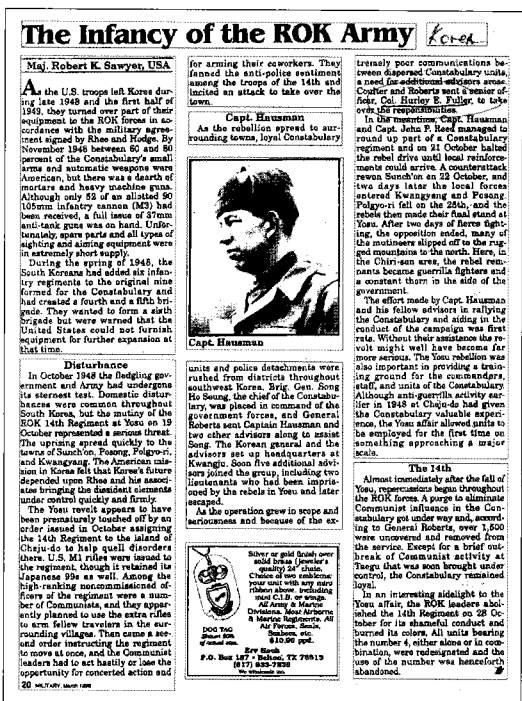 The Infancy of the ROK Army
Korea
Maj. Robert K. Sawyer, USA
As the U.S. troops left Korea dur-
ing late 1948 and the first half of
1949, they turned over part of their
equipment to the ROK forces in ac-
cordance with the military agree-
ment signed by Rhee and Hodge. By
November 1948 between 60 and 80
percent of the Constabulary's small
arms and automatic weapons were
American, but there was a dearth of
mortars and heavy machine guns.
Although only 52 of an allotted 90
105mm infantry cannon (M3) had
been received, a full issue of 37mm
anti-tank guns was on hand. Unfor-
tunately, spare parts and all types of
sighting and aiming equipment were
in extremely short supply.
During the spring of 1948, the
South Koreans had added six infan-
try regiments to the original nine
formed for the Constabulary and
had created a fourth and a fifth bri-
gade. They wanted to form a sixth
brigade but were warned that the
United States could not furnish
equipment for further expansion at
that time.
Disturbance
In October 1948 the fledgling gov-
ernment and Army had undergone
its sternest test. Domestic distur-
bances were common throughout
South Korea, but the mutiny of the
ROK 14th Regiment at Yosu on 19
October represented a serious threat.
The uprising spread quickly to the
towns of Sunch'on, Posang, Polgyo-ri
and Kwangyang. The American mis-
sion in Korea felt that Korea's future
depended upon Rhee and his associ-
ates bringing the dissident elements
under control quickly and firmly.
The Yosu revolt appears to have
been prematurely touched off by an
order issued in October assigning
the 14th Regiment to the island of
Cheju-do to help quell disorders
there. U.S. M1 rifles were issued to
the regiment, though it retained its
Japanese 99s as well. Among the
high-ranking noncommissioned of-
ficers of the regiment were a num-
ber of Communists, and they appar-
ently planned to use the extra rifles
to arm fellow travelers in the sur-
rounding villages. Then came a sec-
ond order instructing the regiment
to move at once, and the Communist
leaders had to act hastily or lose the
opportunity for concerted action and
20 MILITARY, March 1998
for arming their coworkers. They
fanned the anti-police sentiment
among the troops of the 14th and
incited an attack to take over the
town.
Capt. Hausman
As the rebellion spread to sur-
rounding towns, loyal Constabulary
Capt. Hausman
units and police detachments were
rushed from districts throughout
southwest Korea. Brig. Gen. Song
Ho Seung, the chief of the Constabu-
lary, was placed in command of the
government forces, and General
Roberts sent Captain Hausman and
two other advisors along to assist
Song. The Korean general and the
advisors set up headquarters at
Kwangju. Soon five additional advi-
sors joined the group, including two
lieutenants who had been impris-
oned by the rebels in Yosu and later
escaped.
As the operation grew in scope and
seriousness and because of the ex-
Silver or gold finish over
solid brass (jeweler's
quality) 24" chain.
Choice of two emblems:
your unit with any mini
ribbon above, including
mini C.I.B. or wings.
All Army & Marine
Divisions. Most Airborne
& Marine Regiments. All
Air Forces, Semis,
Seabees, etc.
$10.95 ppd.
DOG TAG
Shown 50%
of actual size.
Erv Rouh
P.O. Box 187 • Belton, TX 76513
tremely poor communications be-
tween dispersed Constabulary units,
a need for additional advisors arose.
Coulter and Roberts sent a senior of-
ficer, Col. Hurley E. Fuller, to take
over the responsibilities.
In the meantime, Capt. Hausman
and Capt. John P. Reed managed to
round up part of a Constabulary
regiment and on 21 October halted
the rebel drive until local reinforce-
ments could arrive. A counterattack
rewon Sunch'on on 22 October, and
two days later the local forces
entered Kwangyang and Posang.
Polgyo-ri fell on the 25th, and the
rebels then made their final stand at
Yosu. After two days of fierce fight-
ing, the opposition ended, many of
the mutineers slipped off to the rug-
ged mountains to the north. Here, in
the Chiri-san area, the rebel rem-
nants became guerrilla fighters and
a constant thorn in the side of the
government.
The effort made by Capt. Hausman
and his fellow advisors in rallying
the Constabulary and aiding in the
conduct of the campaign was first
rate. Without their assistance the re-
volt might well have become far
more serious. The Yosu rebellion was
also important in providing a train-
ing ground for the commanders,
staff, and units of the Constabulary.
Although anti-guerrilla activity ear-
lier in 1948 at Cheju-do had given
the Constabulary valuable experi-
ence, the Yosu affair allowed units to
be employed for the first time on
something approaching a major
scale.
The 14th
Almost immediately after the fall of
Yosu, repercussions began throughout
the ROK forces. A purge to eliminate
Communist influence in the Con-
stabulary got under way and, accord-
ing to General Roberts, over 1,500
were uncovered and removed from
the service. Except for a brief out-
break of Communist activity at
Taegu that was soon brought under
control, the Constabulary remained
loyal.
In an interesting sidelight to the
Yosu affair, the ROK leaders abol-
ished the 14th Regiment on 28 Oc-
tober for its shameful conduct and
burned its colors. All units bearing
the number 4, either alone or in com-
bination, were redesignated and the
use of the number was henceforth
abandoned.